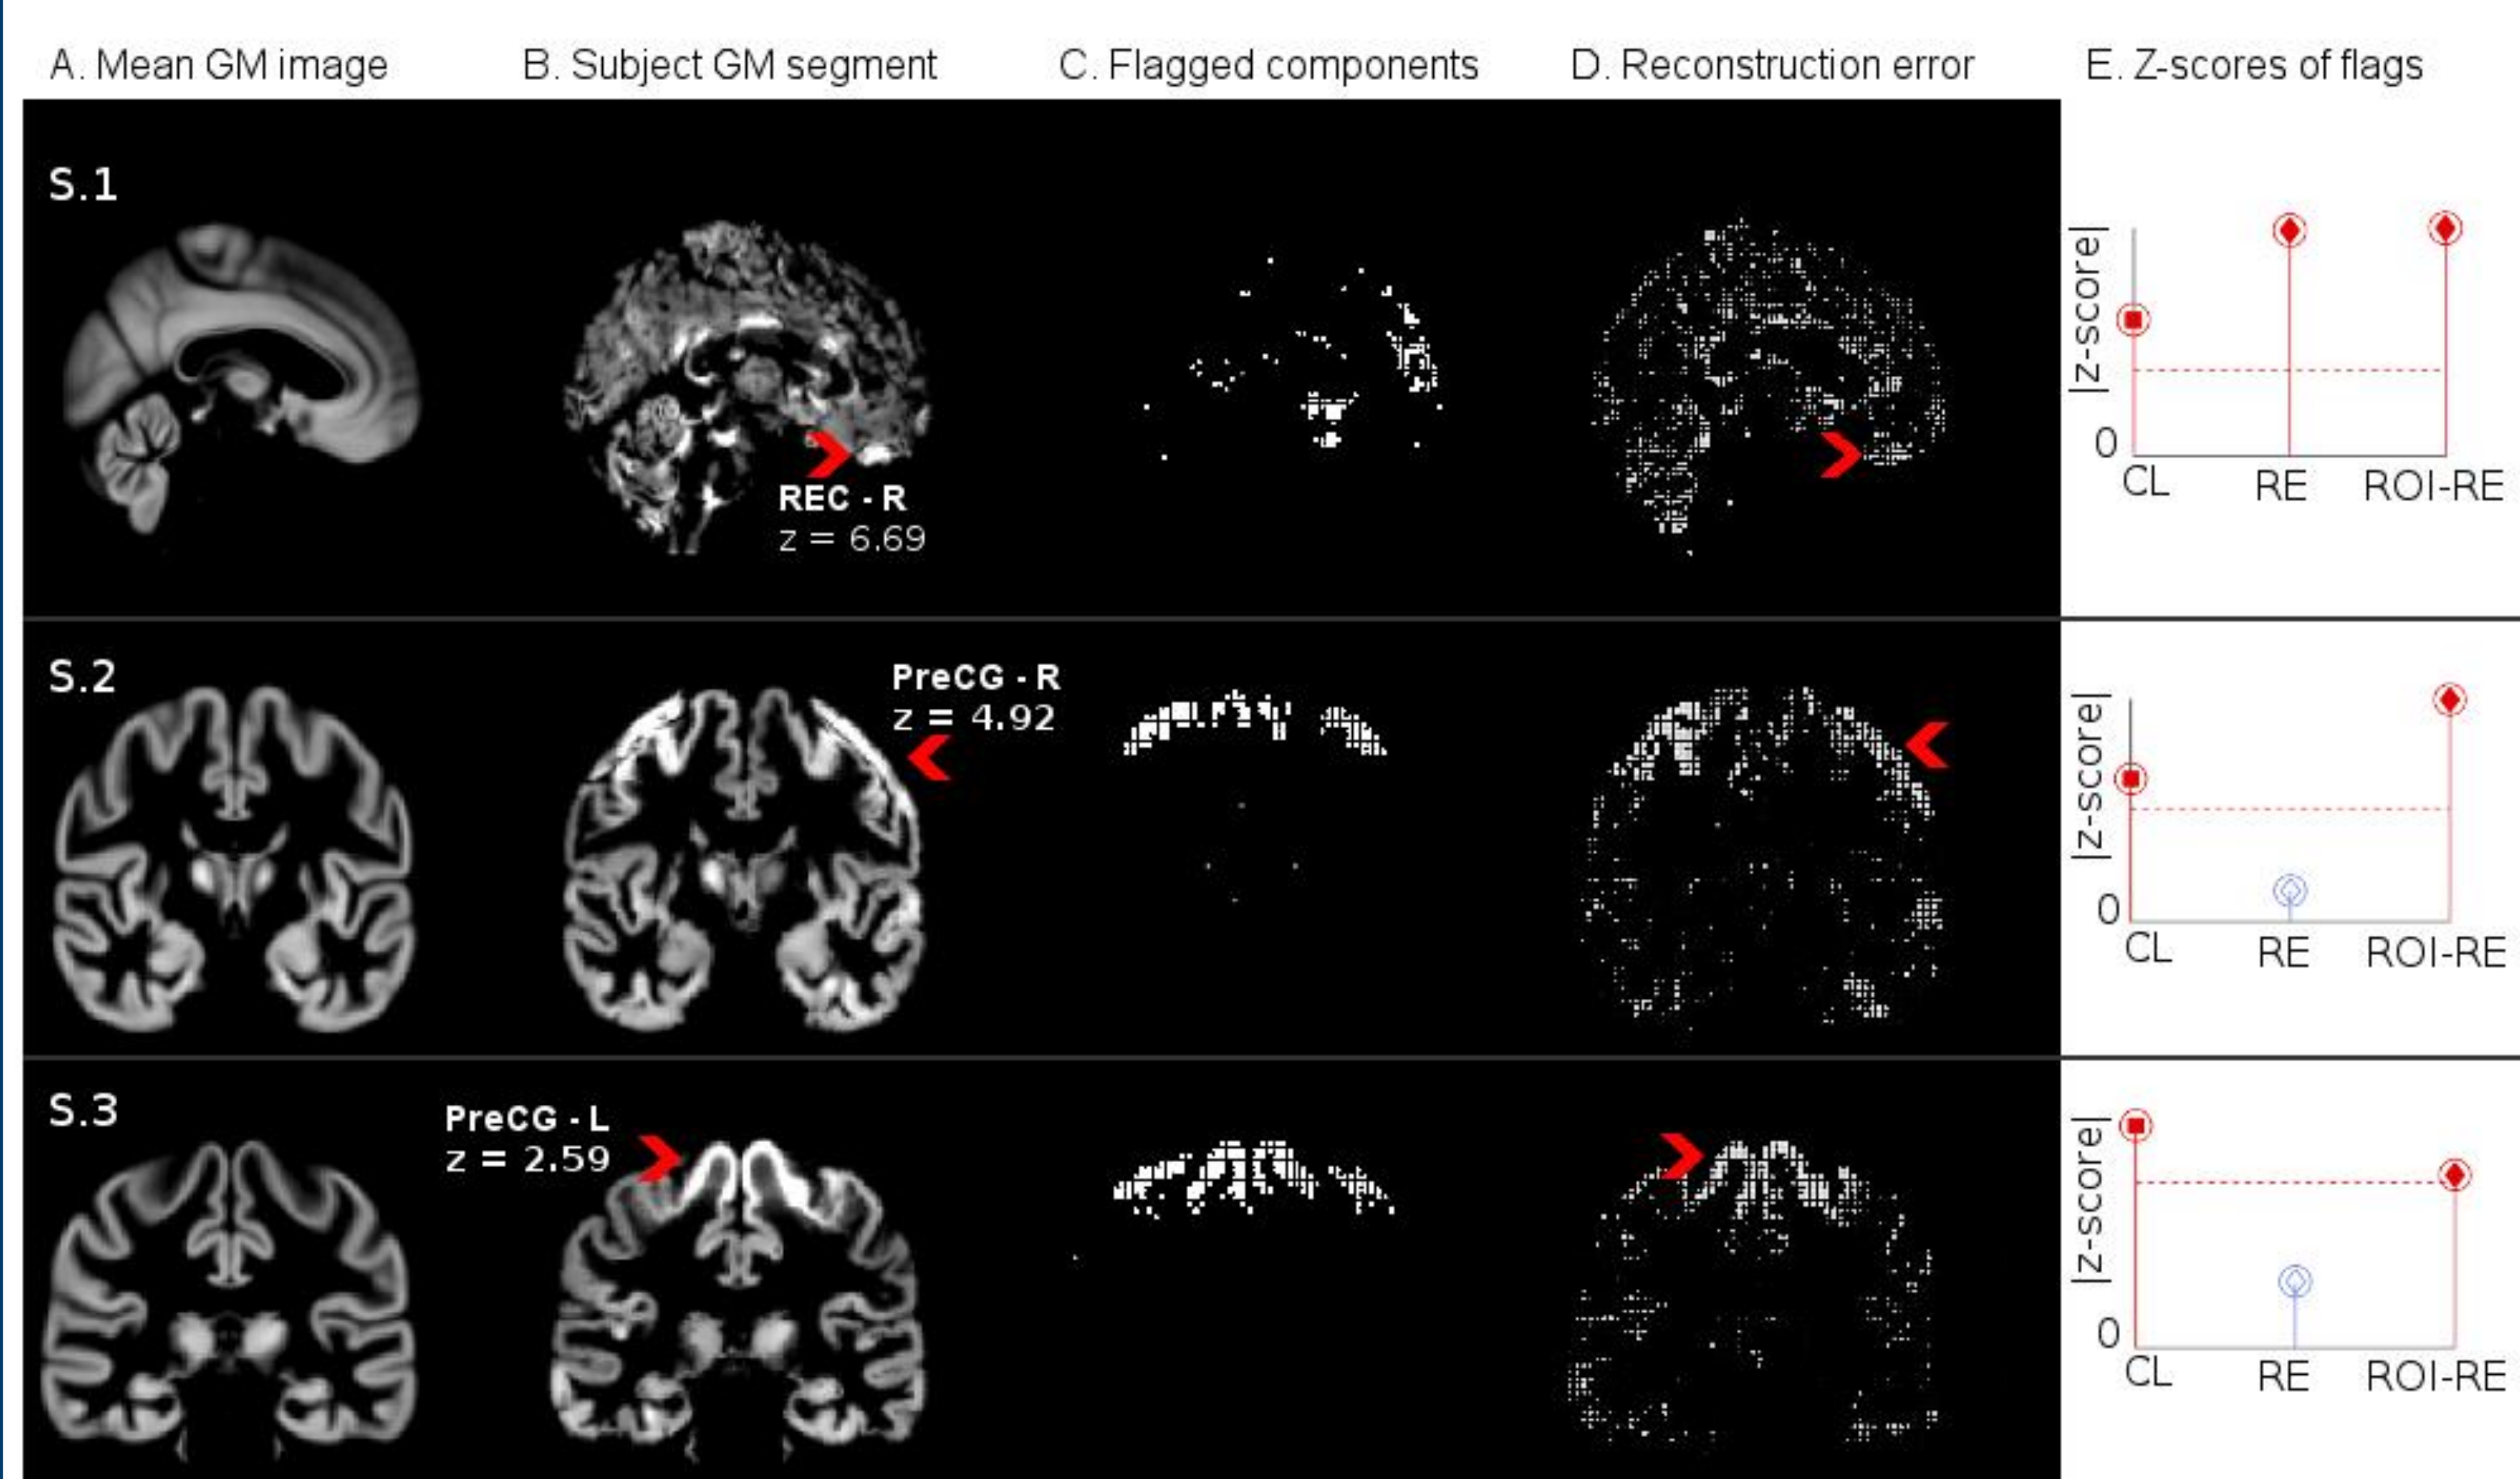 A. Mean GM image
B. Subject GM segment
C. Flagged components
D. Reconstruction error
E. Z-scores of flags
S.1
REC - R
z = 6.69
|z-score|
0
CL
RE
ROI-RE
S.2
PreCG - R
z = 4.92
|z-score|
0
CL
RE
ROI-RE
S.3
PreCG - L
z = 2.59
|z-score|
0
CL
RE
ROI-RE